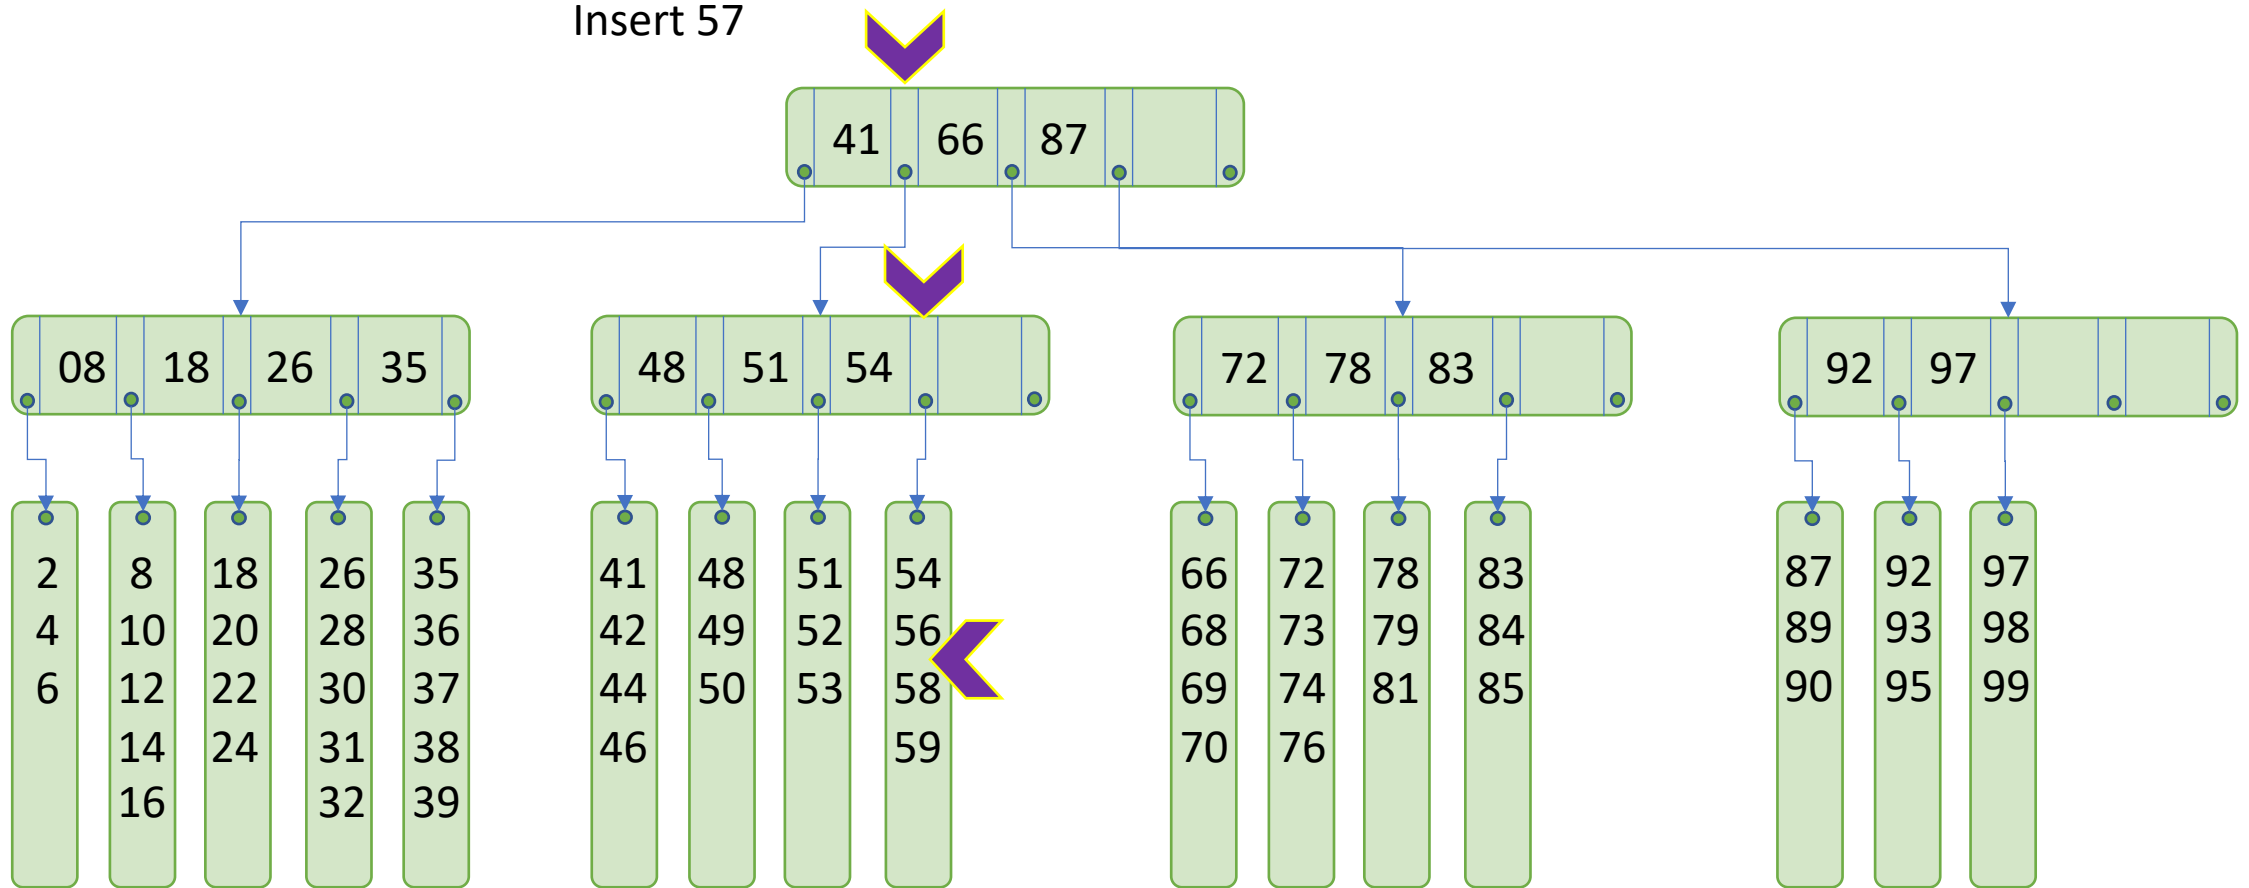 Insert 57
41 66 87
08 18 26 35 48 51 54 72 78 83 92 97
2 8 18 26 35 41 48 51 54 66 72 78 83 87 92 97
4 10 20 28 36 42 49 52 56 68 73 79 84 89 93 98
6 12 22 30 37 44 50 53 58 69 74 81 85 90 95 99
14 24 31 38 46 59 70 76
16 32 39